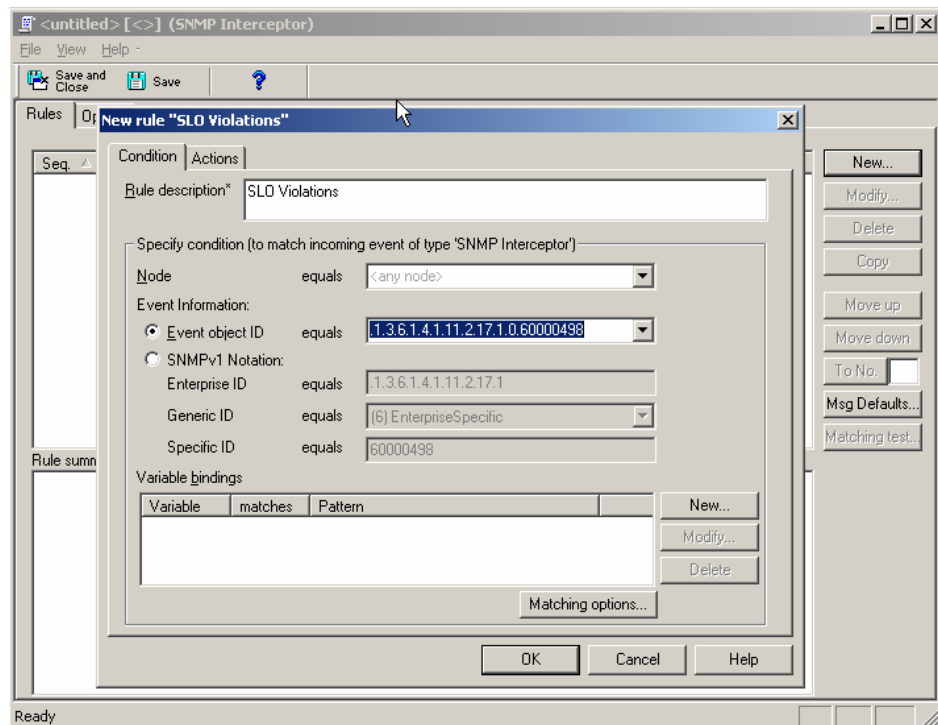 <untitled> [<>] (SNMP Interceptor)
File View Help
Save and Close Save ?
Rules
New rule "SLO Violations"
Condition Actions
Seq.
New...
Rule description* SLO Violations
Modify...
Delete
Specify condition (to match incoming event of type 'SNMP Interceptor')
Copy
Node equals <any node>
Event Information:
Move up
Event object ID equals .1.3.6.1.4.1.11.2.17.1.0.60000498
Move down
SNMPv1 Notation:
To No.
Enterprise ID equals .1.3.6.1.4.1.11.2.17.1
Msg Defaults...
Generic ID equals (6) EnterpriseSpecific
Matching test...
Specific ID equals 60000498
Rule summ
Variable bindings
Variable matches Pattern
New...
Modify...
Delete
Matching options...
OK Cancel Help
Ready